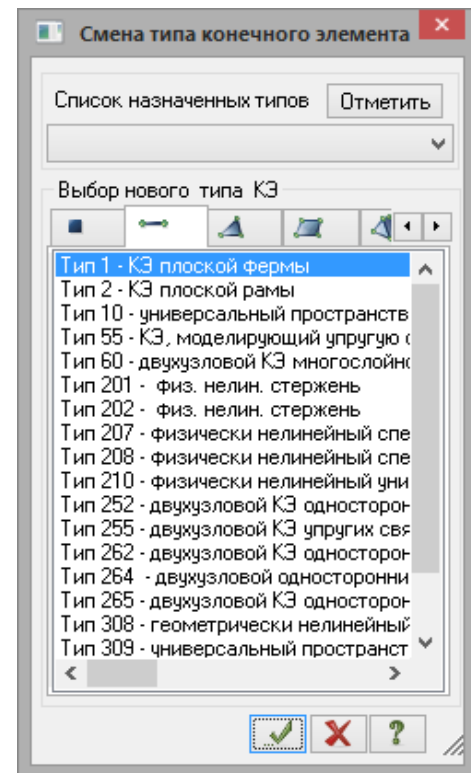 Смена типа конечного элемента
Список назначенных типов Отметить
Выбор нового типа КЭ
Тип 1 - КЭ плоской фермы
Тип 2 - КЭ плоской рамы
Тип 10 - универсальный пространств
Тип 55 - КЭ, моделирующий упругую
Тип 60 - двухузловой КЭ многослойн
Тип 201 - физ. нелин. стержень
Тип 202 - физ. нелин. стержень
Тип 207 - физически нелинейный спе
Тип 208 - физически нелинейный спе
Тип 210 - физически нелинейный уни
Тип 252 - двухузловой КЭ односторон
Тип 255 - двухузловой КЭ упругих свя
Тип 262 - двухузловой КЭ односторон
Тип 264 - двухузловой односторонни
Тип 265 - двухузловой КЭ односторон
Тип 308 - геометрически нелинейный
Тип 309 - универсальный пространст
?